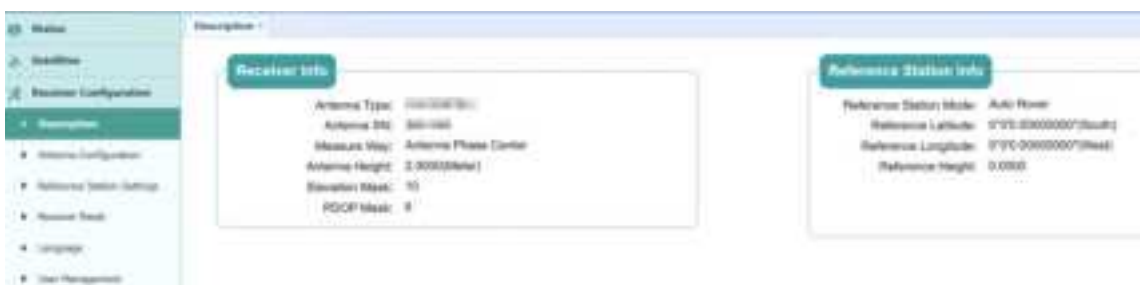 Status
Satellites
Receiver Configuration
Description
Antenna Configuration
Reference Station Settings
Receiver Reset
Language
User Management
Description
Receiver Info
Antenna Type:
Antenna SN:
Measure Way: Antenna Phase Center
Antenna Height: 2.0000(Meter)
Elevation Mask: 10
PDOP Mask: 6
Reference Station Info
Reference Station Mode: Auto Rover
Reference Latitude: 0°0'0.00000000"(South)
Reference Longitude: 0°0'0.00000000"(West)
Reference Height: 0.0000